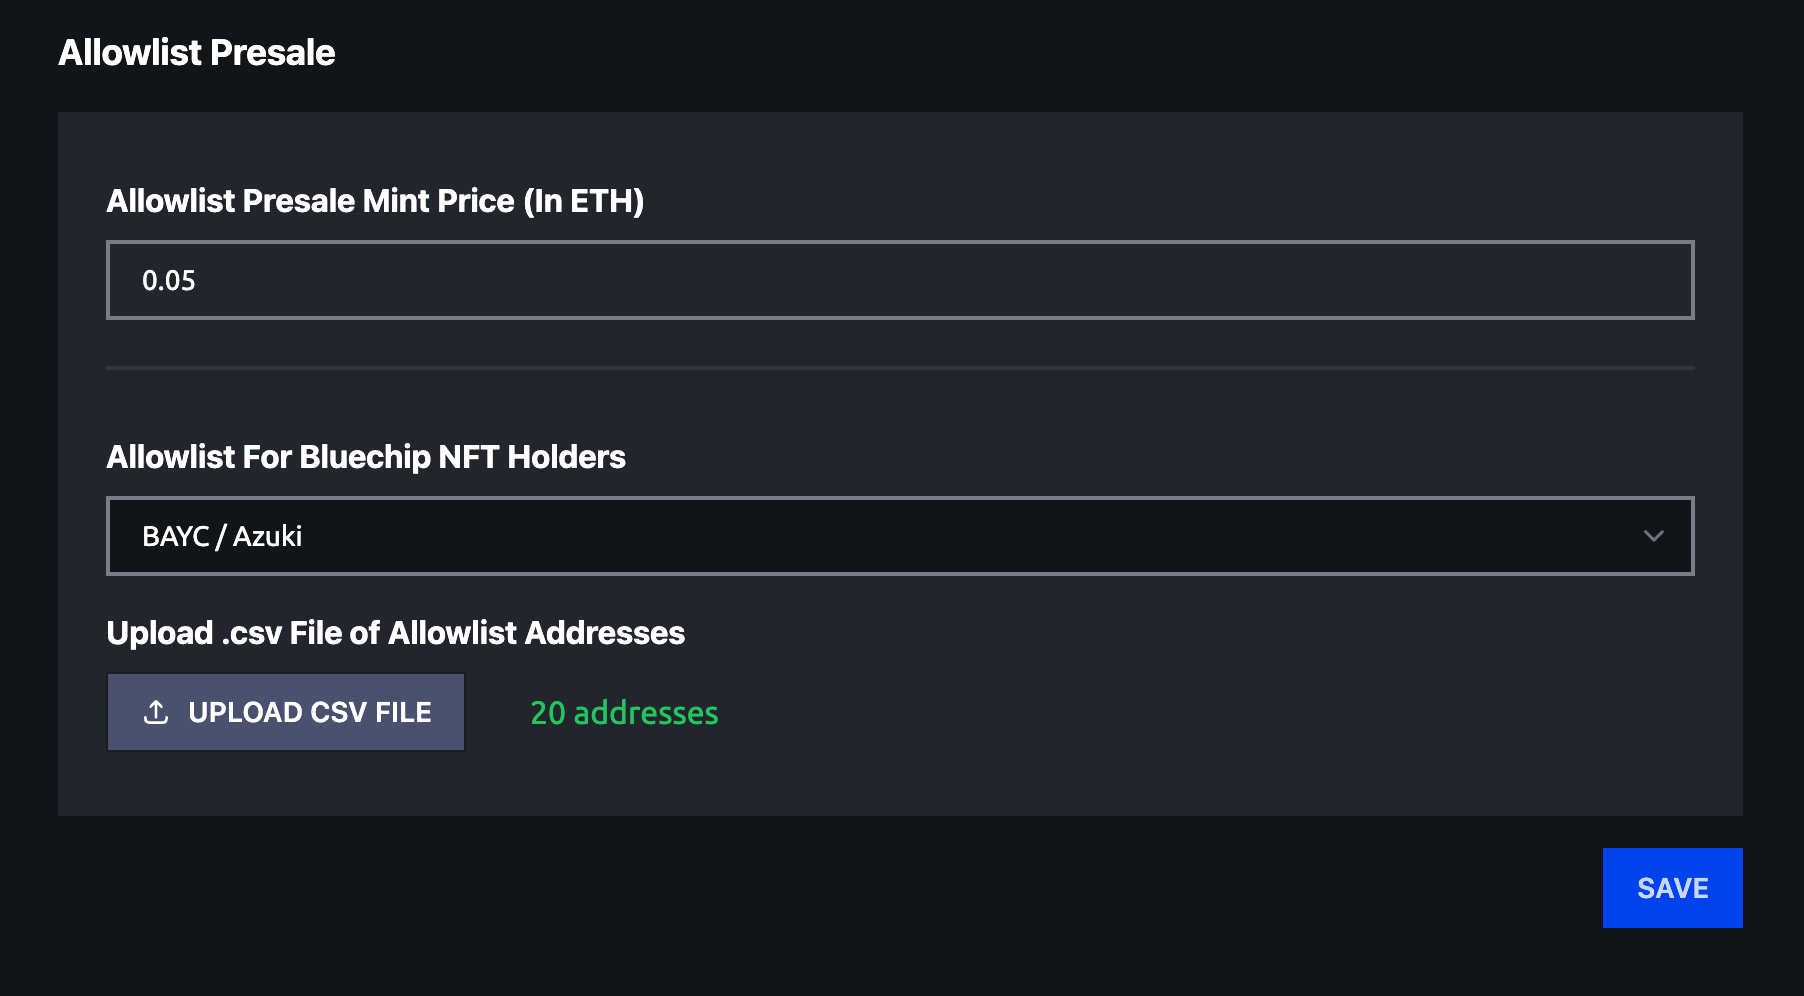 Allowlist Presale
Allowlist Presale Mint Price (In ETH)
0.05
Allowlist For Bluechip NFT Holders
BAYC / Azuki
Upload .csv File of Allowlist Addresses
UPLOAD CSV FILE
20 addresses
SAVE